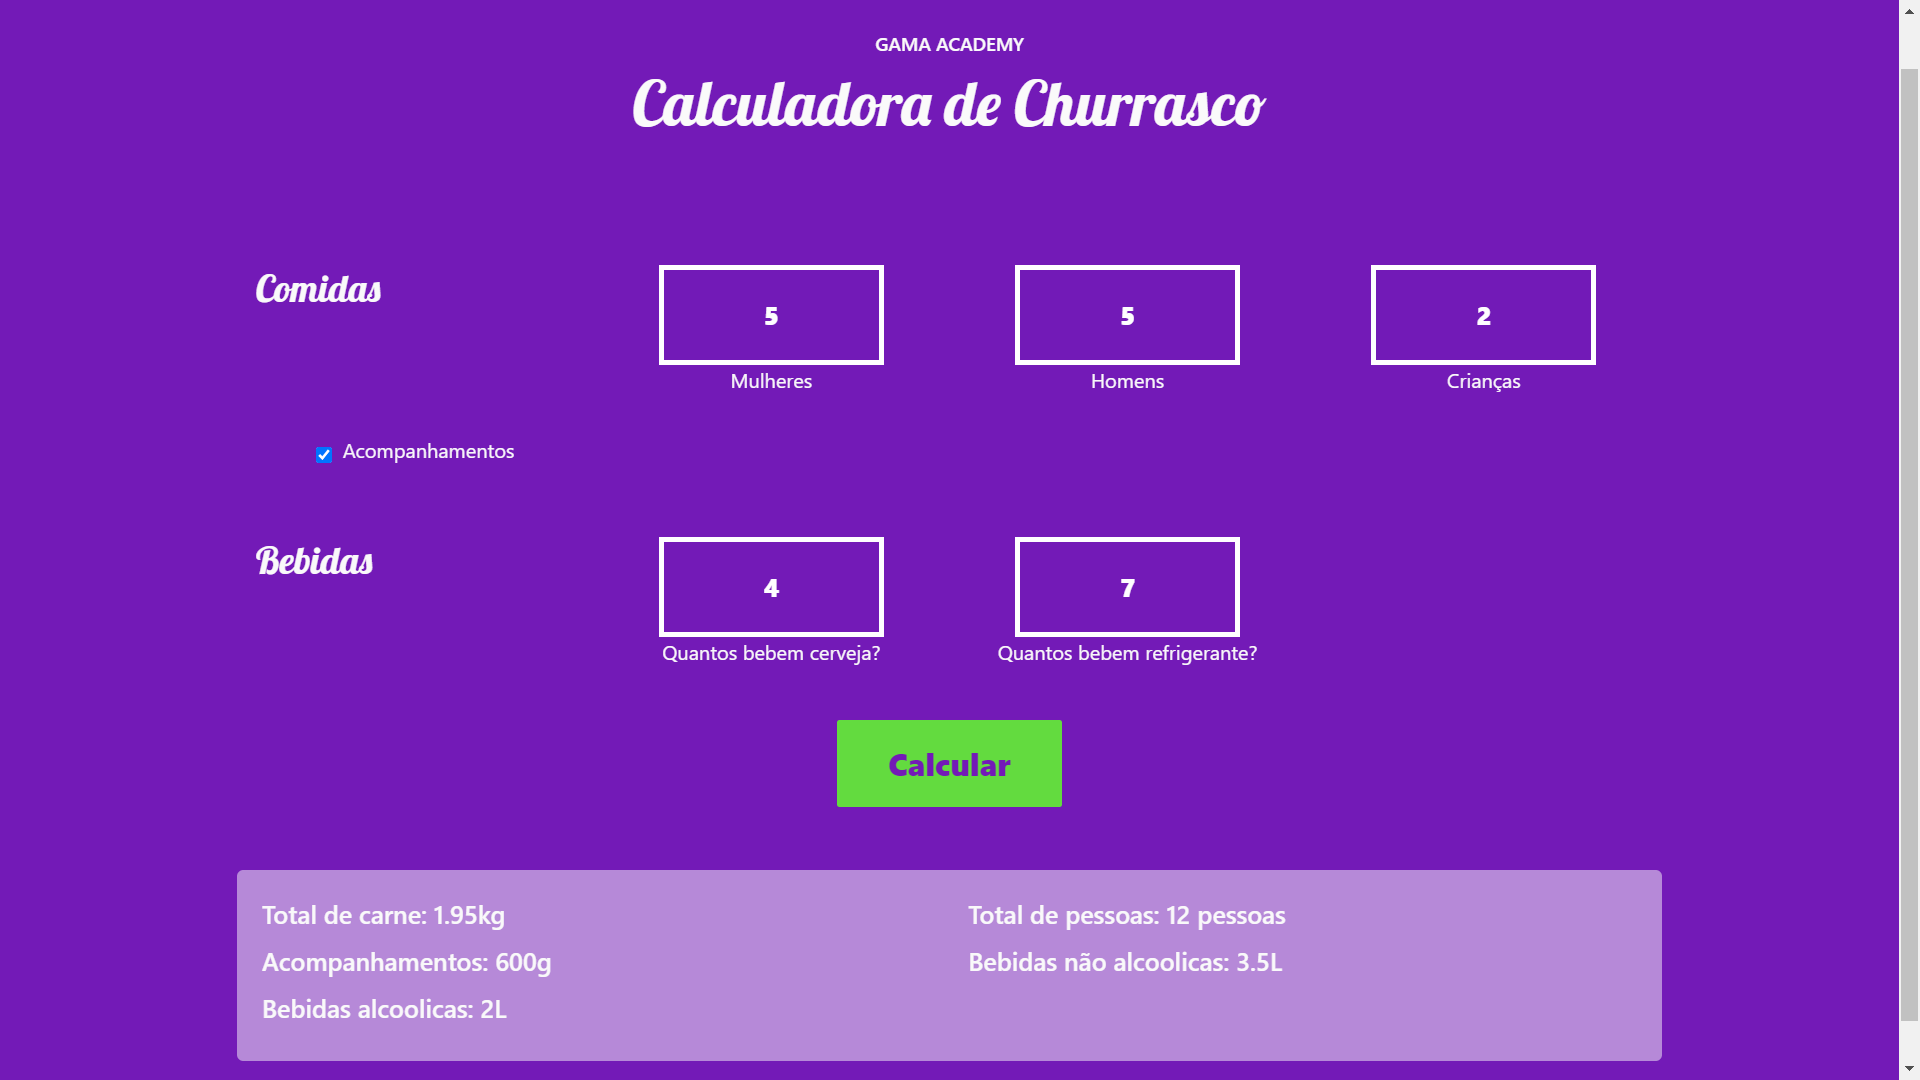 GAMA ACADEMY
Calculadora de Churrasco
Comidas
5
5
2
Mulheres
Homens
Crianças
Acompanhamentos
Bebidas
4
7
Quantos bebem cerveja?
Quantos bebem refrigerante?
Calcular
Total de carne: 1.95kg
Total de pessoas: 12 pessoas
Acompanhamentos: 600g
Bebidas não alcoolicas: 3.5L
Bebidas alcoolicas: 2L